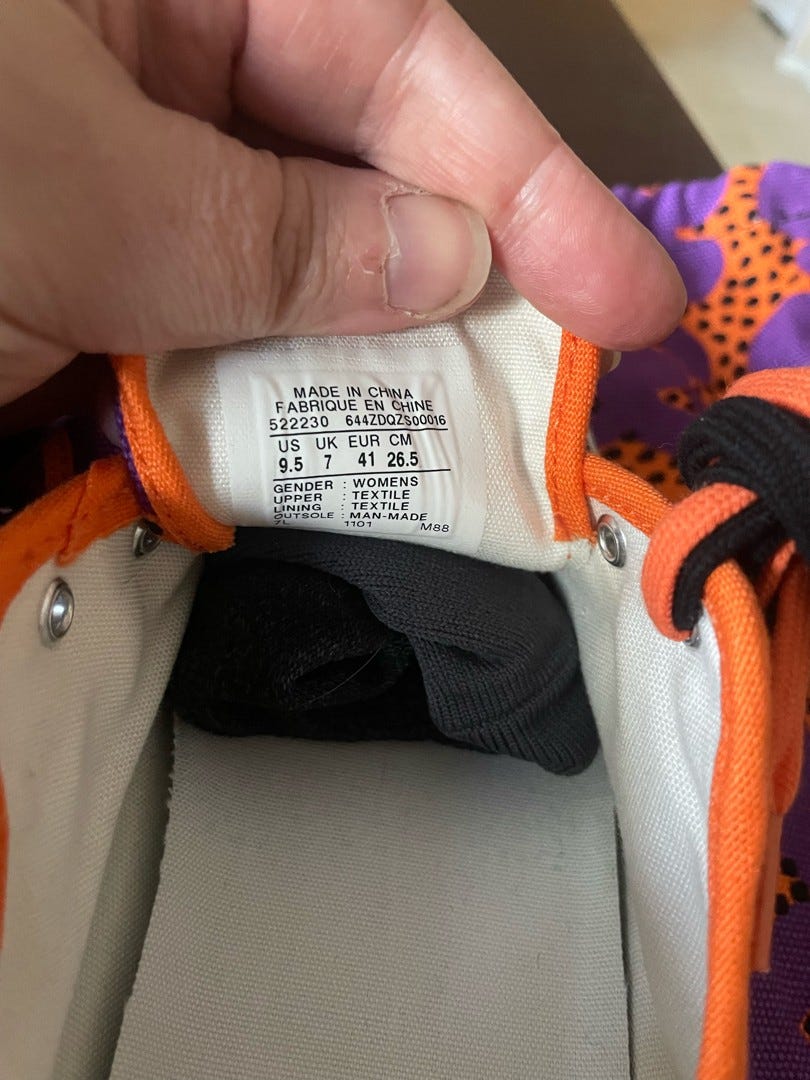 MADE IN CHINA
FABRIQUE EN CHINE
522230 644ZDQZS00016
US UK EUR CM
9.5 7 41 26.5
GENDER : WOMENS
UPPER : TEXTILE
LINING : TEXTILE
OUTSOLE : MAN-MADE
7L 1101 M88